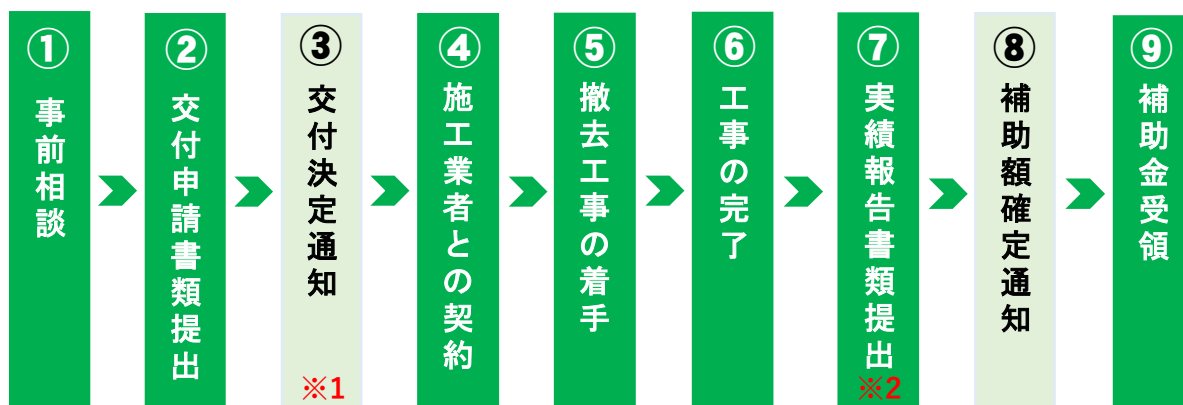 ①事前相談
②交付申請書類提出
③交付決定通知
※1
④施工業者との契約
⑤撤去工事の着手
⑥工事の完了
⑦実績報告書類提出
※2
⑧補助額確定通知
⑨補助金受領